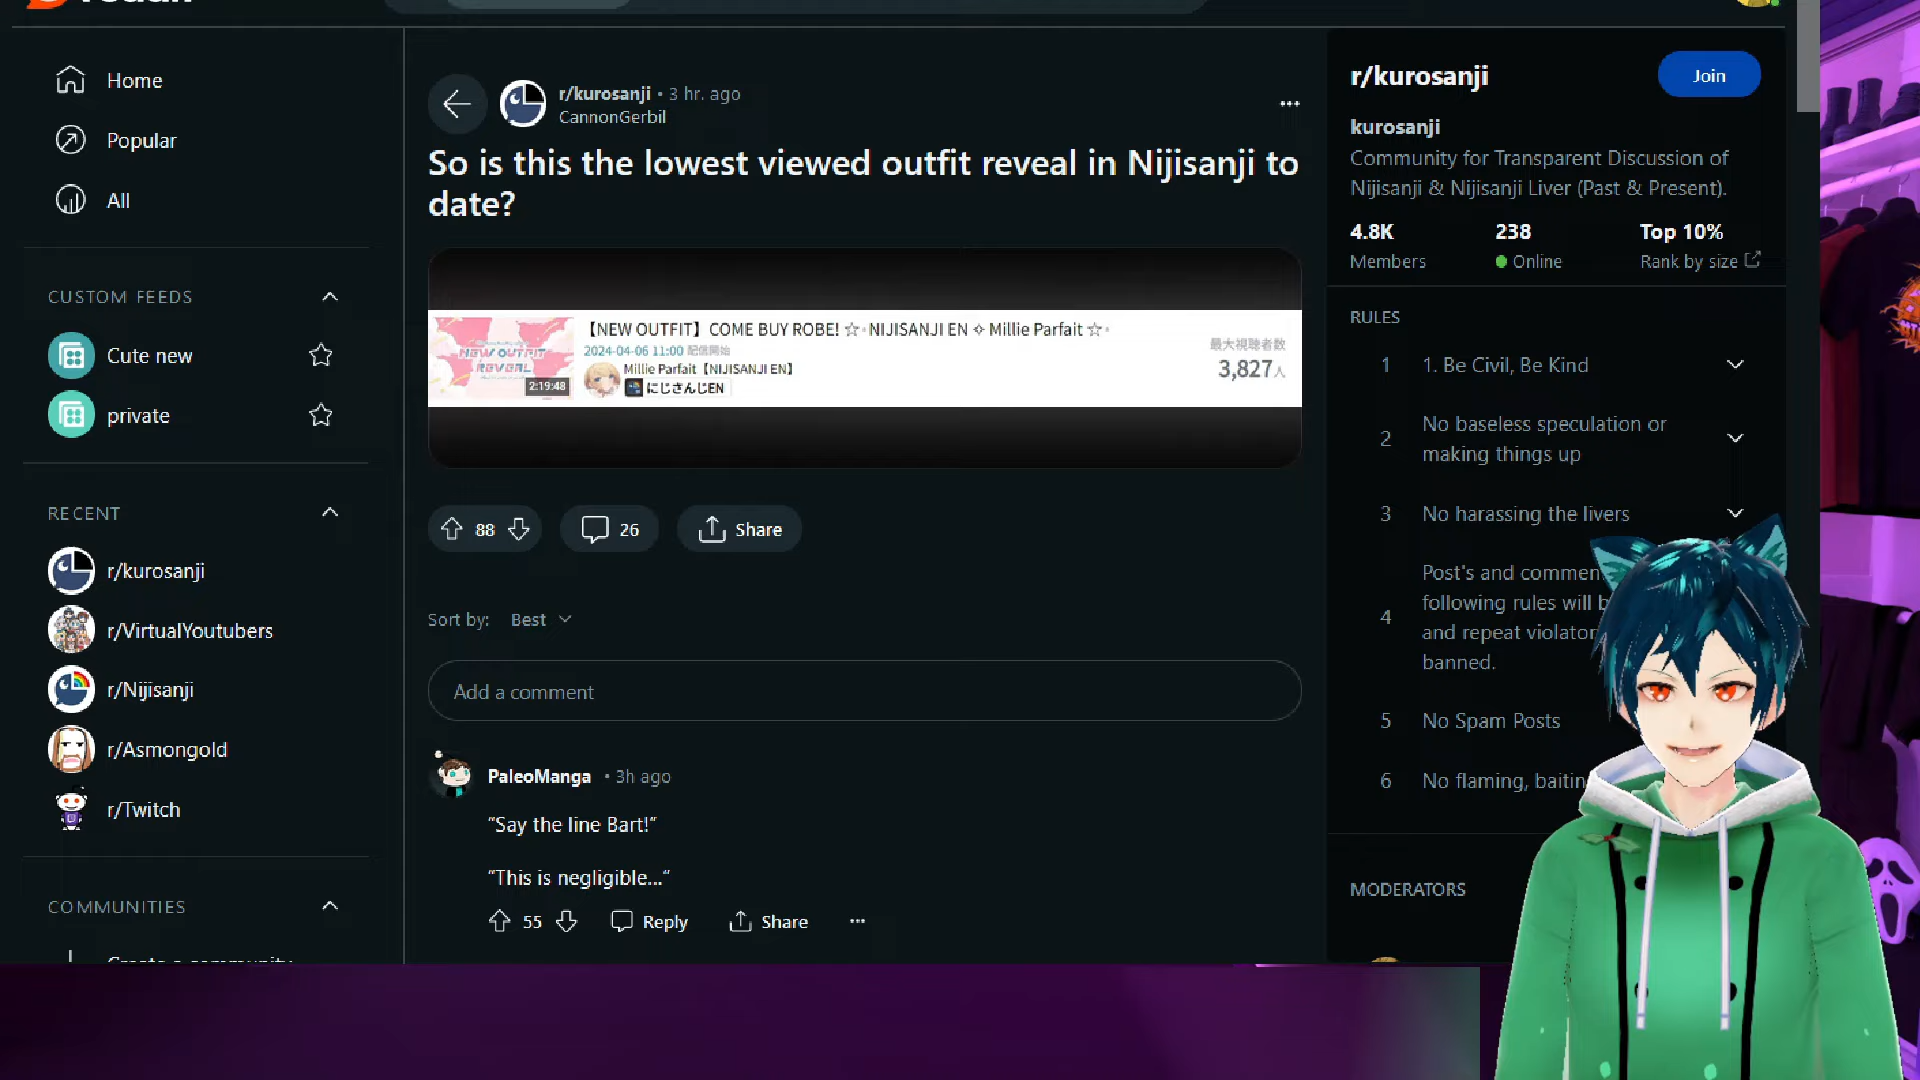 Home
Popular
All
CUSTOM FEEDS
Cute new
private
RECENT
r/kurosanji
r/VirtualYoutubers
r/Nijisanji
r/Asmongold
r/Twitch
COMMUNITIES
r/kurosanji • 3 hr. ago
CannonGerbil
So is this the lowest viewed outfit reveal in Nijisanji to
date?
NEW OUTFIT
REVEAL
2:19:48
【NEW OUTFIT】COME BUY ROBE! ☆· NIJISANJI EN ✧ Millie Parfait ☆·
2024-04-06 11:00 配信開始
Millie Parfait【NIJISANJI EN】
にじさんじEN
最大視聴者数
3,827人
88
26
Share
Sort by: Best
Add a comment
PaleoManga • 3h ago
“Say the line Bart!”
“This is negligible...“
55
Reply
Share
r/kurosanji
Join
kurosanji
Community for Transparent Discussion of
Nijisanji & Nijisanji Liver (Past & Present).
4.8K 238 Top 10%
Members Online Rank by size
RULES
1 1. Be Civil, Be Kind
2 No baseless speculation or
making things up
3 No harassing the livers
4 Post's and commen
following rules will b
and repeat violator
banned.
5 No Spam Posts
6 No flaming, baitin
MODERATORS